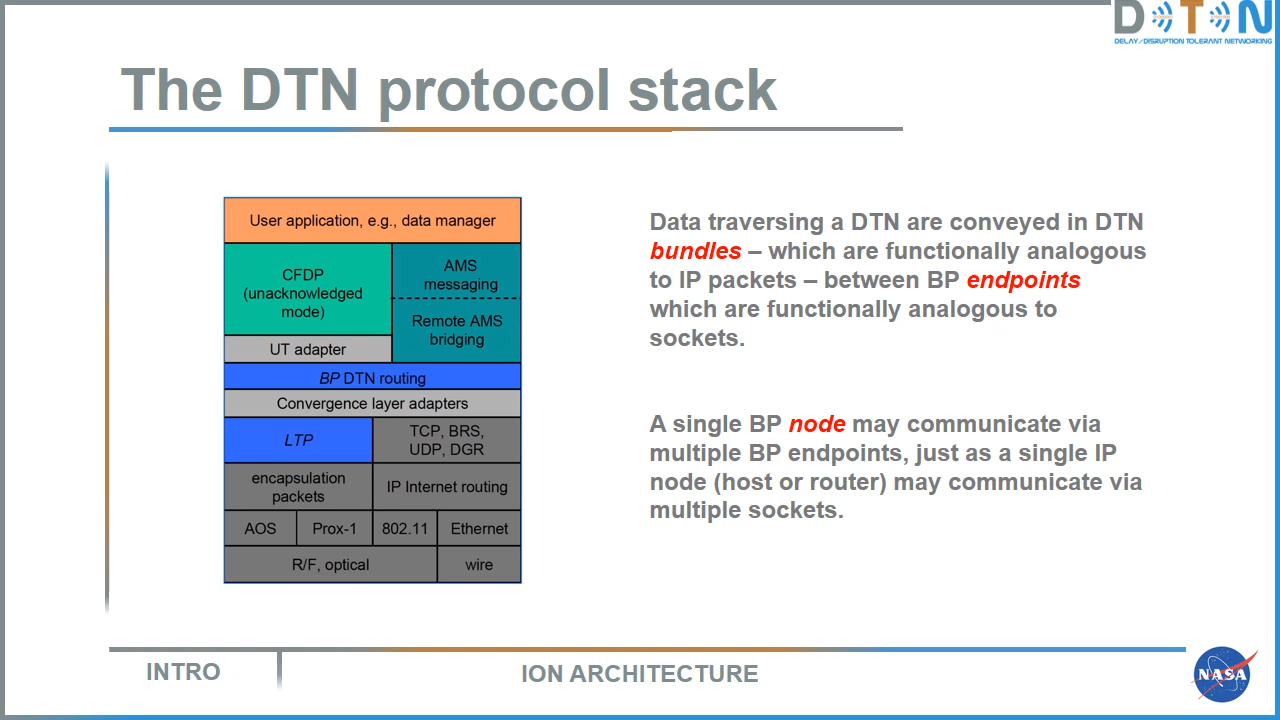 D T N
DELAY/DISRUPTION TOLERANT NETWORKING
The DTN protocol stack
User application, e.g., data manager
CFDP
(unacknowledged
mode)
AMS
messaging
Remote AMS
bridging
UT adapter
BP DTN routing
Convergence layer adapters
LTP
TCP, BRS,
UDP, DGR
encapsulation
packets
IP Internet routing
AOS
Prox-1
802.11
Ethernet
R/F, optical
wire
Data traversing a DTN are conveyed in DTN
bundles – which are functionally analogous
to IP packets – between BP endpoints
which are functionally analogous to
sockets.
A single BP node may communicate via
multiple BP endpoints, just as a single IP
node (host or router) may communicate via
multiple sockets.
INTRO
ION ARCHITECTURE
NASA